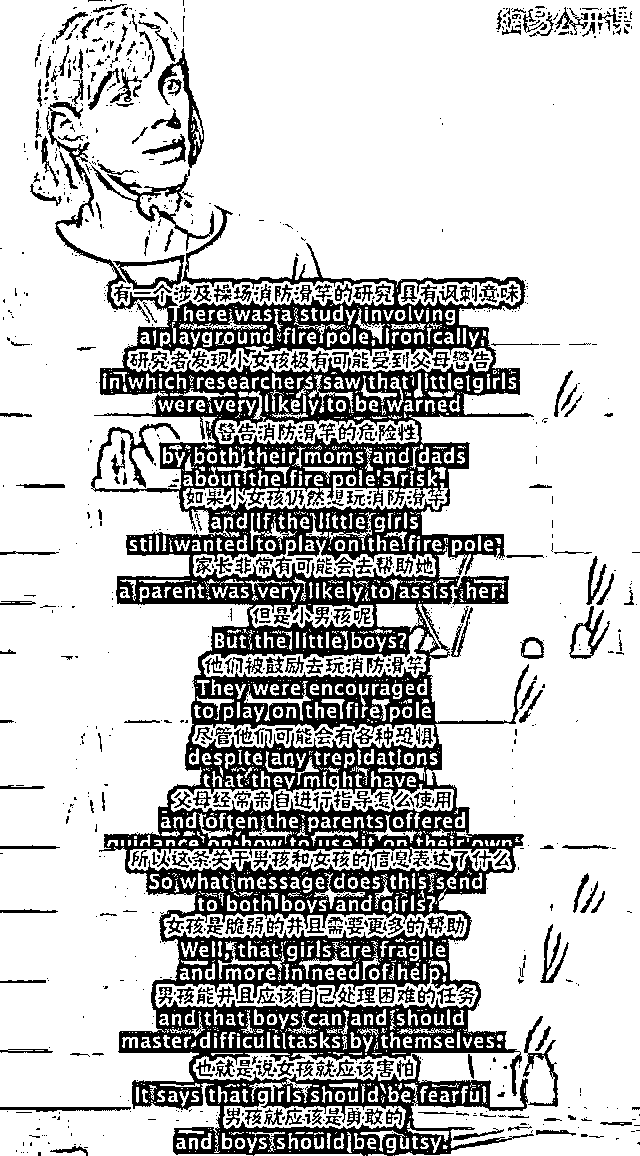 网易公开课
有一个涉及操场消防滑竿的研究 具有讽刺意味
There was a study involving
a playground fire pole, ironically,
研究者发现小女孩极有可能受到父母警告
in which researchers saw that little girls
were very likely to be warned
警告消防滑竿的危险性
by both their moms and dads
about the fire pole's risk,
如果小女孩仍然想玩消防滑竿
and if the little girls
still wanted to play on the fire pole,
家长非常有可能会去帮助她
a parent was very likely to assist her.
但是小男孩呢
But the little boys?
他们被鼓励去玩消防滑竿
They were encouraged
to play on the fire pole
尽管他们可能会有各种恐惧
despite any trepidations
that they might have,
父母经常亲自进行指导怎么使用
and often the parents offered
guidance on how to use it on their own.
所以这条关于男孩和女孩的信息表达了什么
So what message does this send
to both boys and girls?
女孩是脆弱的并且需要更多的帮助
Well, that girls are fragile
and more in need of help,
男孩能并且应该自己处理困难的任务
and that boys can and should
master difficult tasks by themselves.
也就是说女孩就应该害怕
It says that girls should be fearful
男孩就应该是勇敢的
and boys should be gutsy.